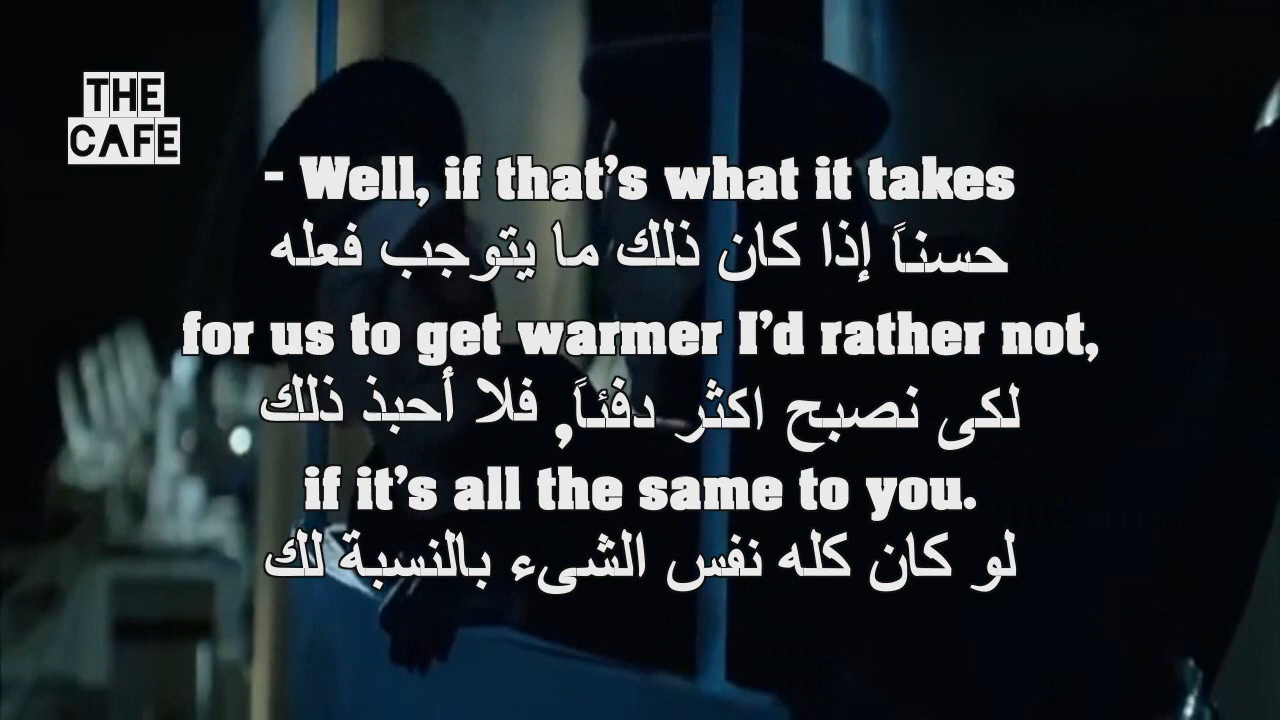 THE
CAFE
- Well, if that's what it takes
حسناً إذا كان ذلك ما يتوجب فعله
for us to get warmer I'd rather not,
لكى نصبح اكثر دفئاً, فلا أحبذ ذلك
if it's all the same to you.
لو كان كله نفس الشىء بالنسبة لك